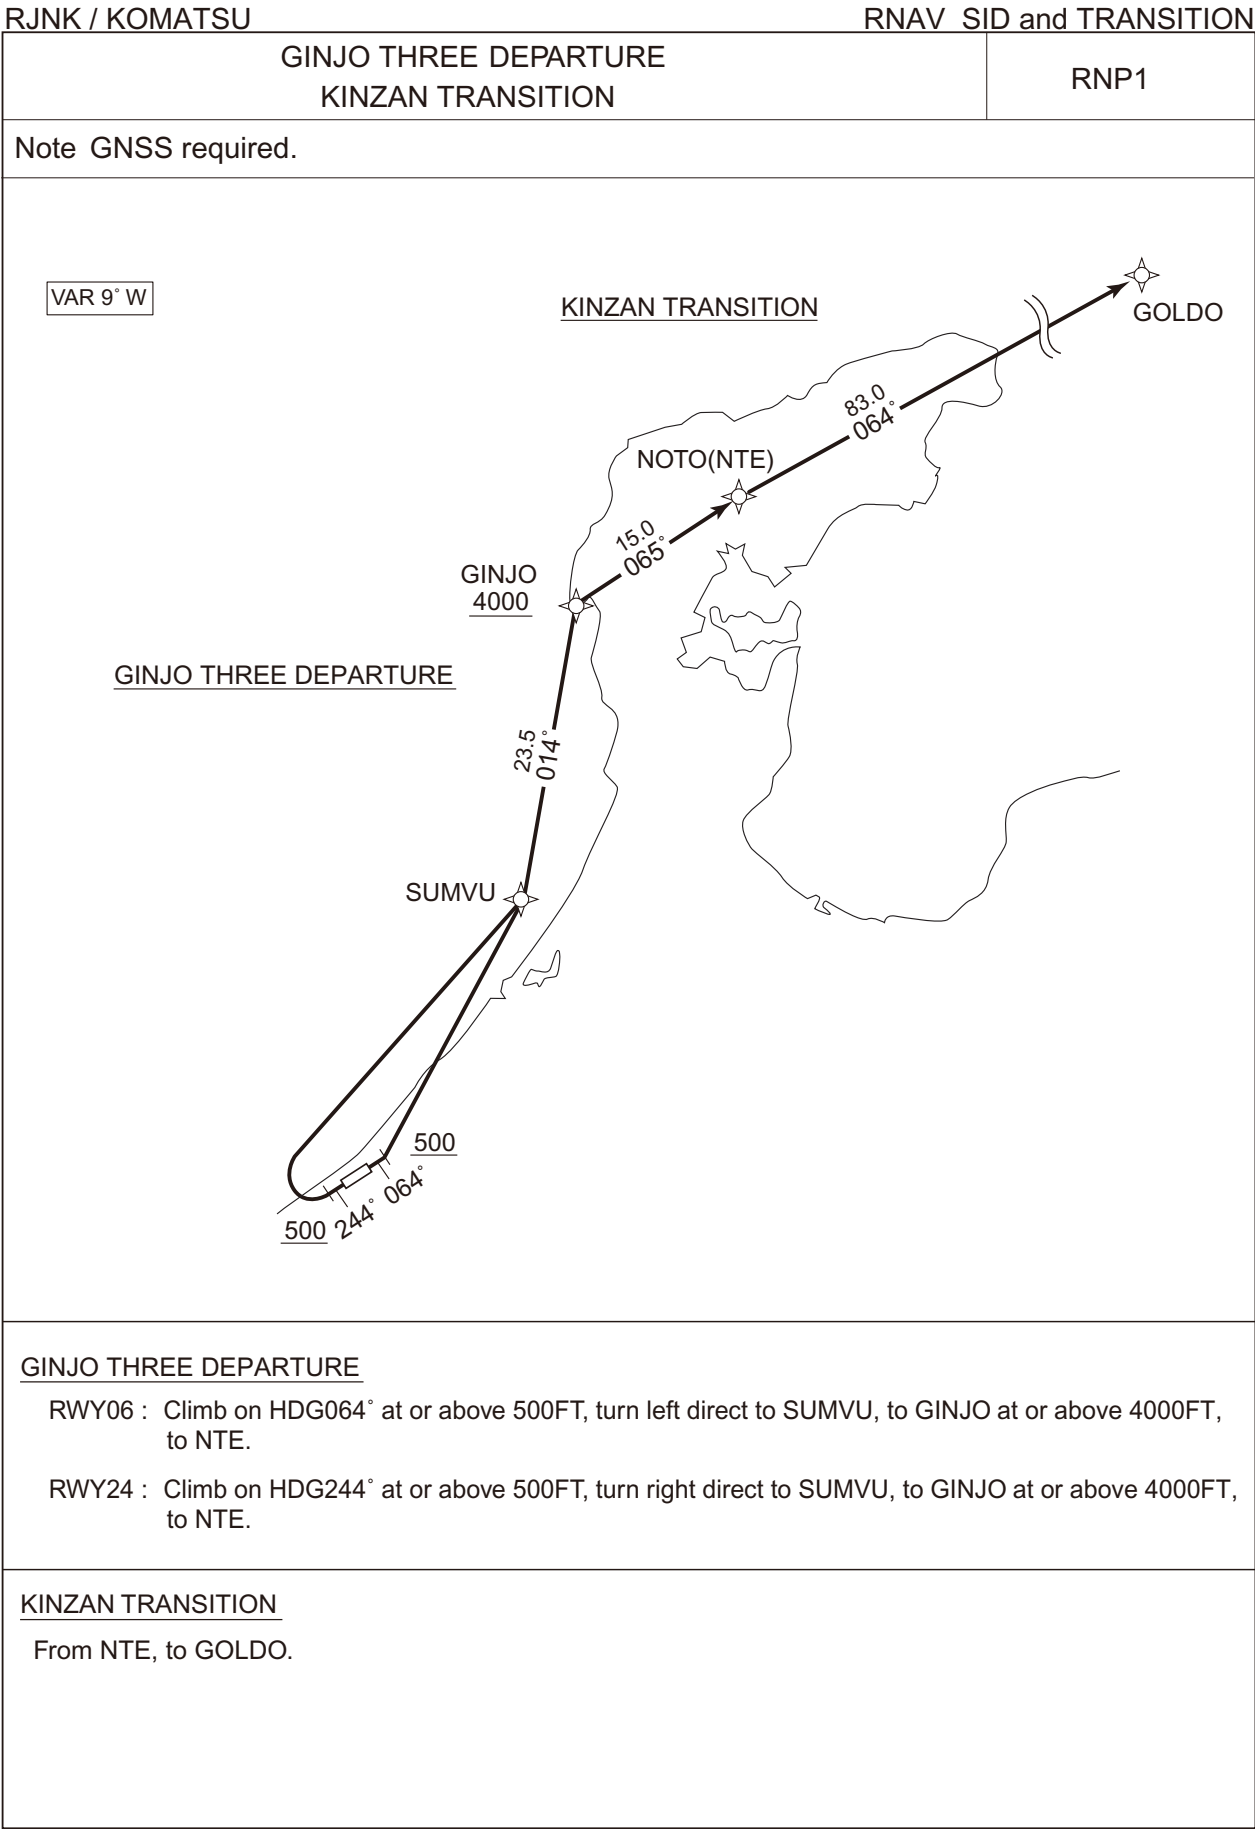 RJNK / KOMATSU
RNAV SID and TRANSITION
GINJO THREE DEPARTURE
KINZAN TRANSITION
RNP1
Note GNSS required.
VAR 9° W
KINZAN TRANSITION
GOLDO
83.0
064°
NOTO(NTE)
15.0
065°
GINJO
4000
GINJO THREE DEPARTURE
23.5
014°
SUMVU
500
064°
244°
500
GINJO THREE DEPARTURE
RWY06 : Climb on HDG064° at or above 500FT, turn left direct to SUMVU, to GINJO at or above 4000FT,
to NTE.
RWY24 : Climb on HDG244° at or above 500FT, turn right direct to SUMVU, to GINJO at or above 4000FT,
to NTE.
KINZAN TRANSITION
From NTE, to GOLDO.